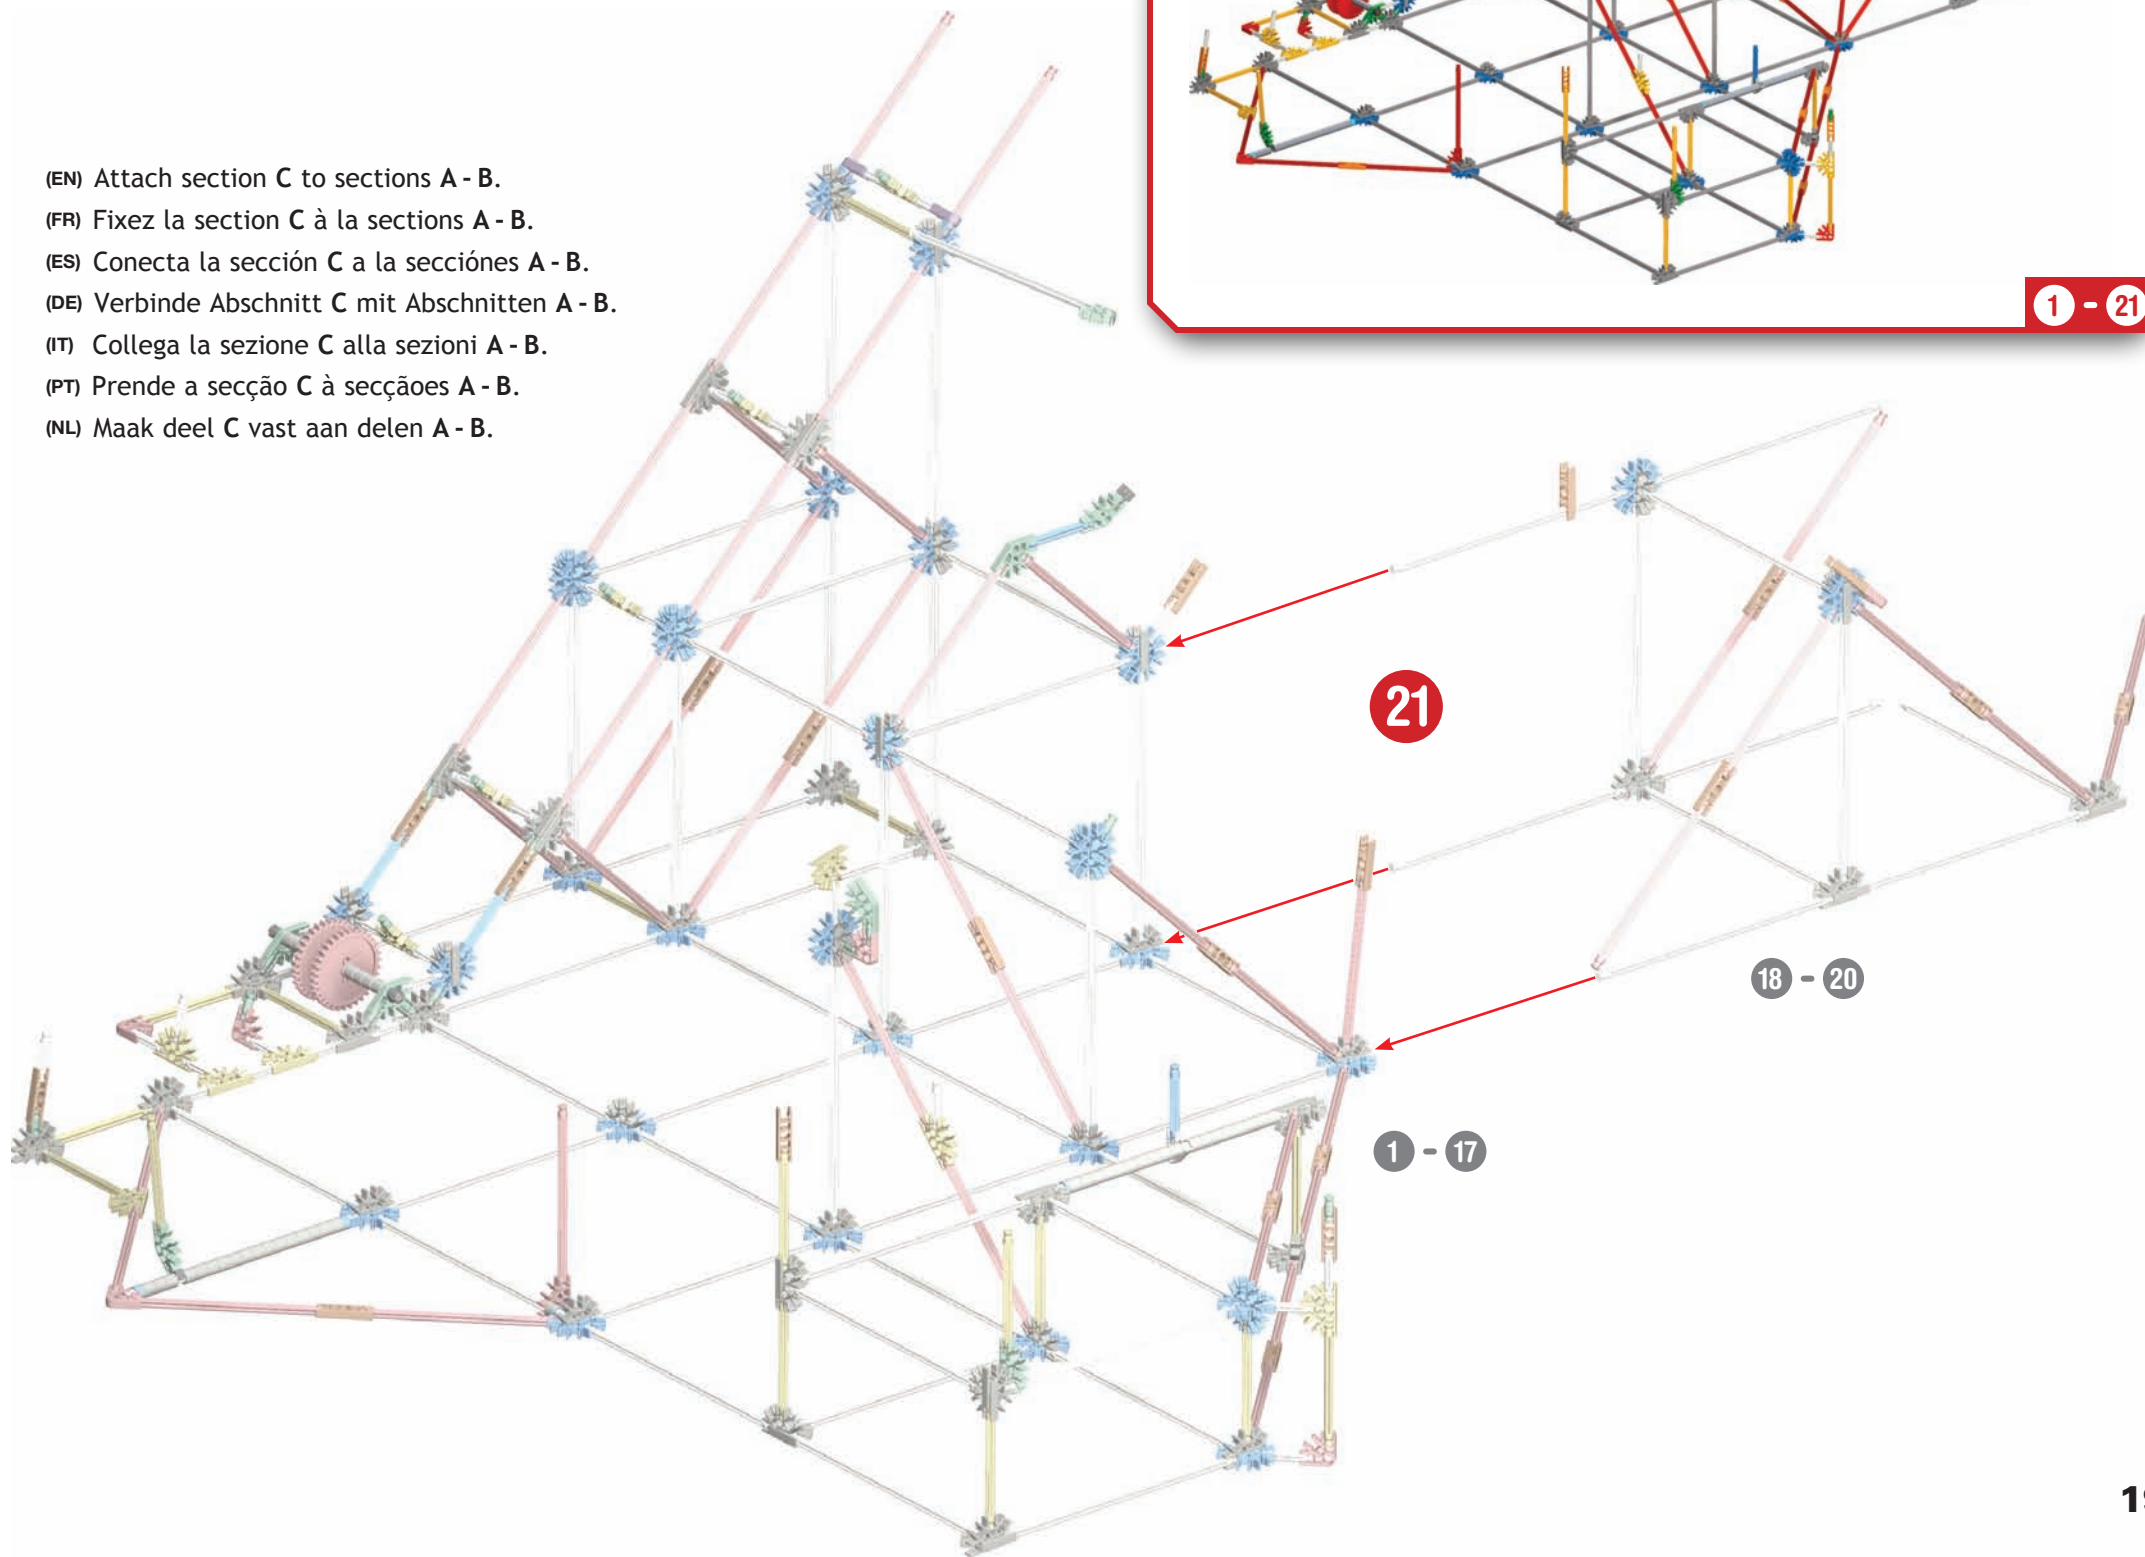 (EN) Attach section C to sections A - B.
(FR) Fixez la section C à la sections A - B.
(ES) Conecta la sección C a la secciónes A - B.
(DE) Verbinde Abschnitt C mit Abschnitten A - B.
(IT) Collega la sezione C alla sezioni A - B.
(PT) Prende a secção C à secçãoes A - B.
(NL) Maak deel C vast aan delen A - B.
1 - 21
21
18 - 20
1 - 17